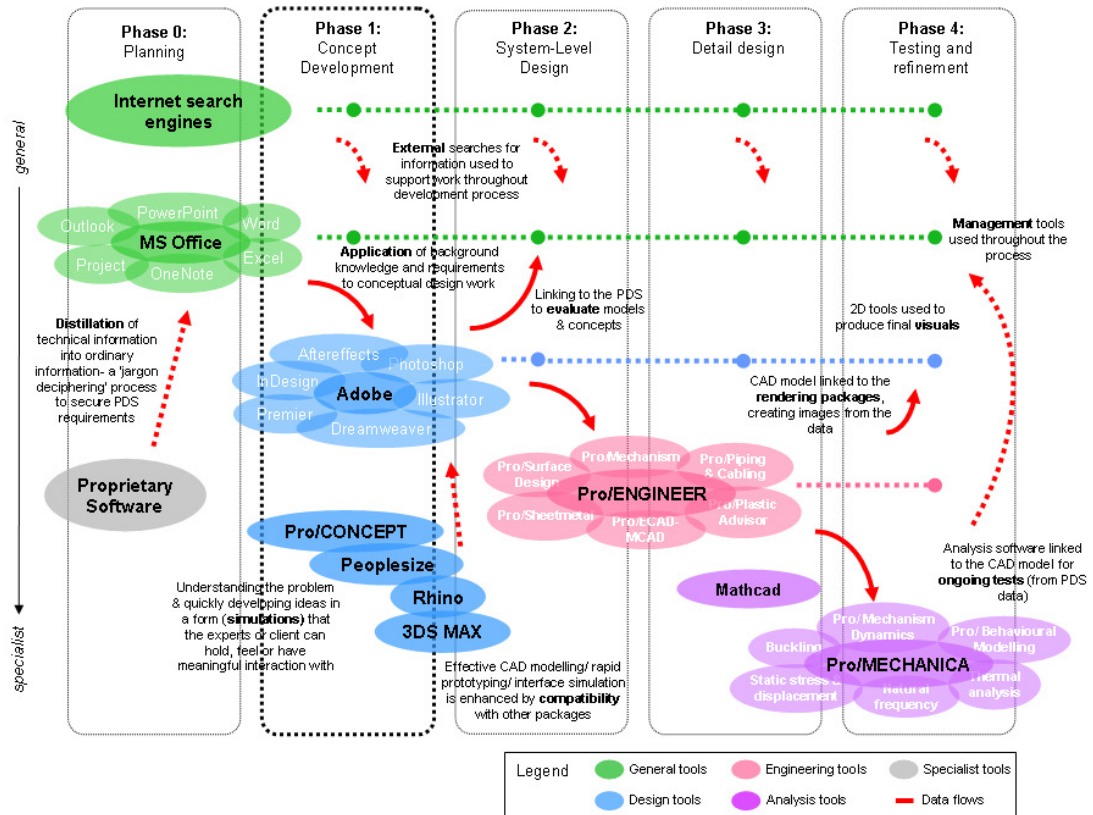 Phase 0:
Planning
Phase 1:
Concept
Development
Phase 2:
System-Level
Design
Phase 3:
Detail design
Phase 4:
Testing and
refinement
general
specialist
Internet search
engines
External searches for
information used to
support work throughout
development process
Outlook
PowerPoint
Word
MS Office
Project
OneNote
Excel
Management tools
used throughout the
process
Application of background
knowledge and requirements
to conceptual design work
Linking to the PDS
to evaluate models
& concepts
2D tools used to
produce final visuals
Distillation of
technical information
into ordinary
information- a 'jargon
deciphering' process
to secure PDS
requirements
Aftereffects
Photoshop
InDesign
Adobe
Illustrator
Premier
Dreamweaver
CAD model linked to the
rendering packages,
creating images from the
data
Proprietary
Software
Pro/Surface
Design
Pro/Mechanism
Pro/Piping
& Cabling
Pro/ENGINEER
Pro/Sheetmetal
Pro/ECAD-
MCAD
Pro/Plastic
Advisor
Pro/CONCEPT
Peoplesize
Rhino
3DS MAX
Understanding the problem
& quickly developing ideas in
a form (simulations) that
the experts or client can
hold, feel or have
meaningful interaction with
Effective CAD modelling/ rapid
prototyping/ interface simulation
is enhanced by compatibility
with other packages
Mathcad
Analysis software linked
to the CAD model for
ongoing tests (from PDS
data)
Pro/ Mechanism
Dynamics
Buckling
Pro/ Behavioural
Modelling
Pro/MECHANICA
Static stress &
displacement
Natural
frequency
Thermal
analysis
Legend
General tools
Engineering tools
Specialist tools
Design tools
Analysis tools
Data flows